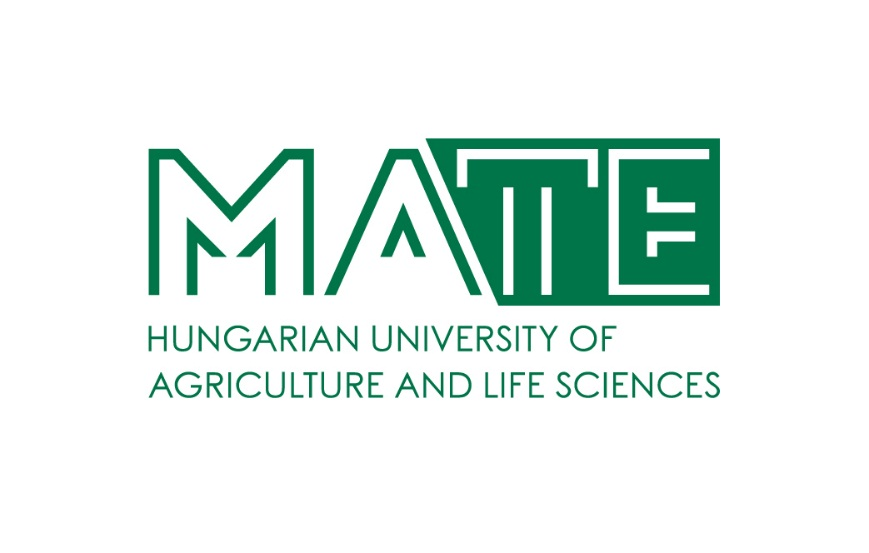 MATE
HUNGARIAN UNIVERSITY OF
AGRICULTURE AND LIFE SCIENCES